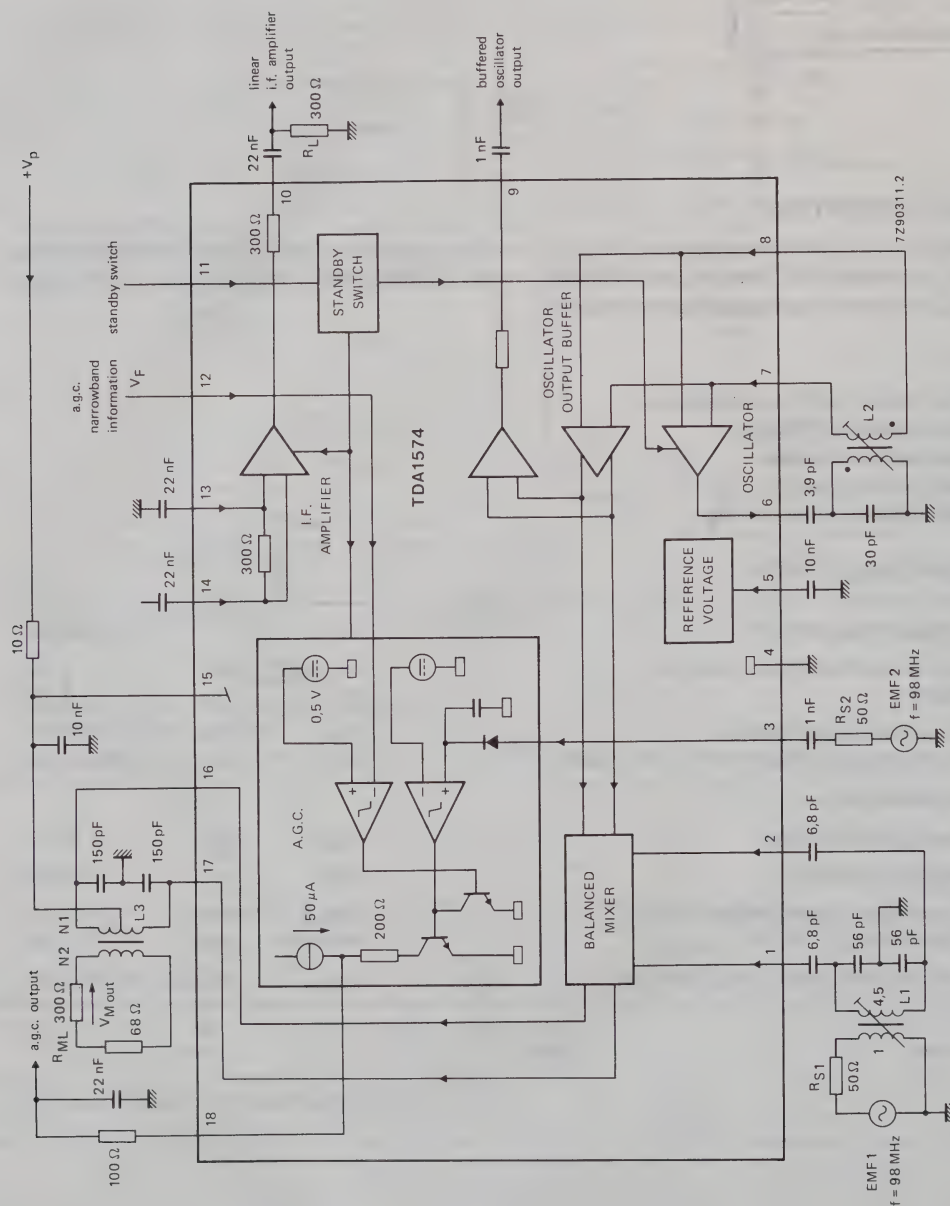 +Vp
a.g.c. output
RML 300 Ω
VM out
68 Ω
22 nF
100 Ω
N2 N1
L3
150 pF
150 pF
10 nF
10 Ω
22 nF
22 nF
a.g.c.
narrowband
information
VF
standby switch
22 nF
linear
i.f. amplifier
output
RL 300 Ω
18
17
16
15
14
13
12
11
10
300 Ω
300 Ω
I.F.
AMPLIFIER
STANDBY
SWITCH
50 µA
200 Ω
A.G.C.
0,5 V
+
−
−
+
TDA1574
BALANCED
MIXER
OSCILLATOR
OUTPUT BUFFER
OSCILLATOR
REFERENCE
VOLTAGE
9
1 nF
buffered
oscillator
output
1
2
3
4
5
6
7
8
6,8 pF
6,8 pF
56 pF
56
pF
1
4,5
L1
RS1
50 Ω
EMF1
f = 98 MHz
1 nF
RS2
50 Ω
EMF 2
f = 98 MHz
10 nF
3,9 pF
30 pF
L2
7Z90311.2